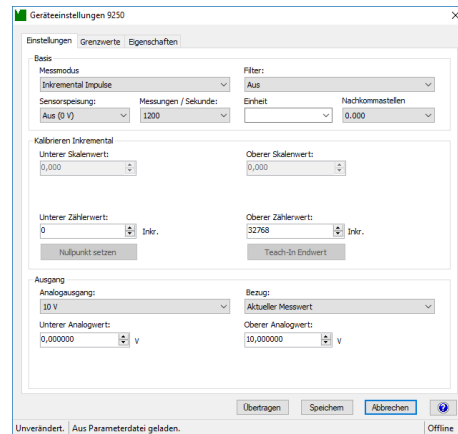 Geräteeinstellungen 9250
Einstellungen Grenzwerte Eigenschaften
Basis
Messmodus Filter:
Inkremental Impulse Aus
Sensorspeisung: Messungen / Sekunde: Einheit Nachkommastellen
Aus (0 V) 1200 0.000
Kalibrieren Inkremental
Unterer Skalenwert: Oberer Skalenwert:
0,000 0,000
Unterer Zählerwert: Oberer Zählerwert:
0 Inkr. 32768 Inkr.
Nullpunkt setzen Teach-In Endwert
Ausgang
Analogausgang: Bezug:
10 V Aktueller Messwert
Unterer Analogwert: Oberer Analogwert:
0,000000 V 10,000000 V
Übertragen Speichern Abbrechen ?
Unverändert. Aus Parameterdatei geladen. Offline